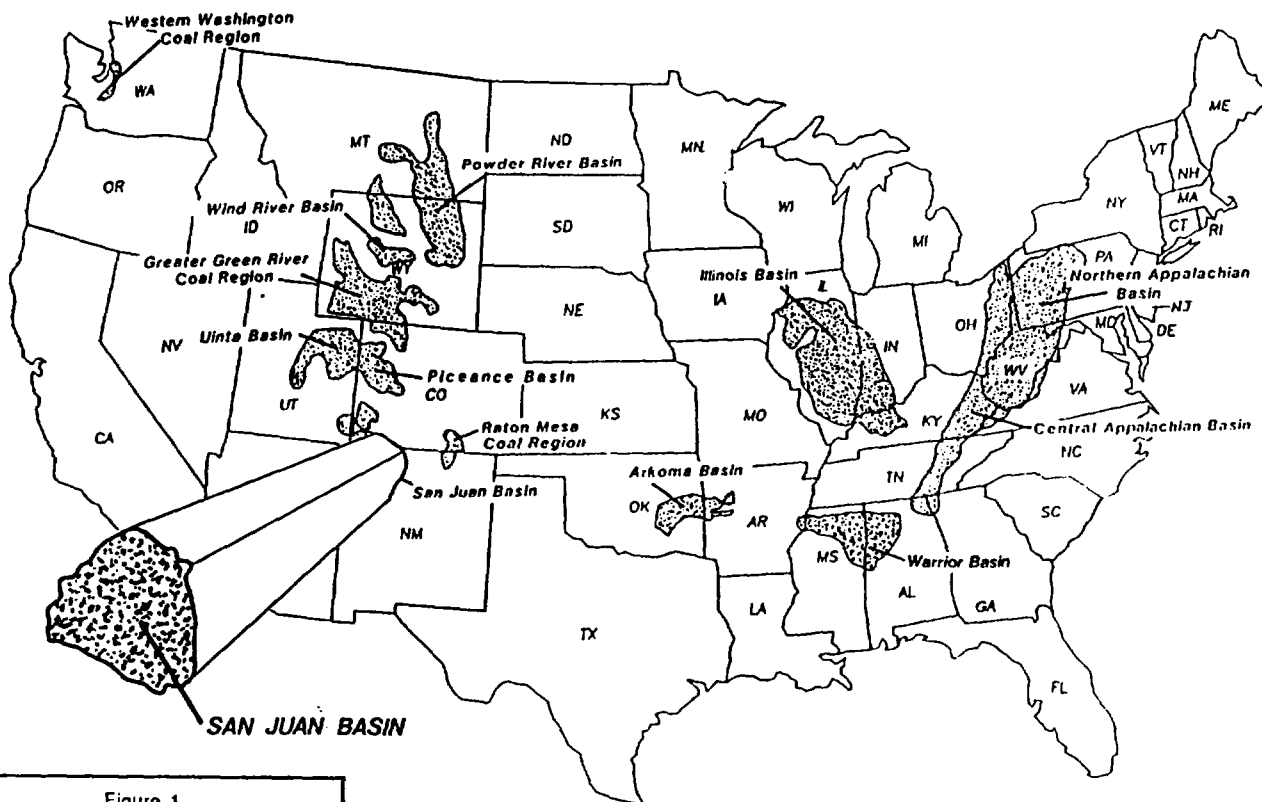 Western Washington
Coal Region
WA
MT
ND
MN
ME
VT
NH
Powder River Basin
OR
NY
MA
WI
CT
RI
Wind River Basin
ID
SD
MI
Greater Green River
Coal Region
WY
PA
Illinois Basin
IL
Northern Appalachian
Basin
IA
NE
OH
NJ
MD
DE
NV
Uinta Basin
IN
WV
Piceance Basin
CO
VA
UT
KS
MO
KY
CA
Raton Mesa
Coal Region
Central Appalachian Basin
NC
Arkoma Basin
TN
San Juan Basin
OK
AR
SC
NM
MS
Warrior Basin
AL
GA
LA
TX
FL
SAN JUAN BASIN
Figure 1